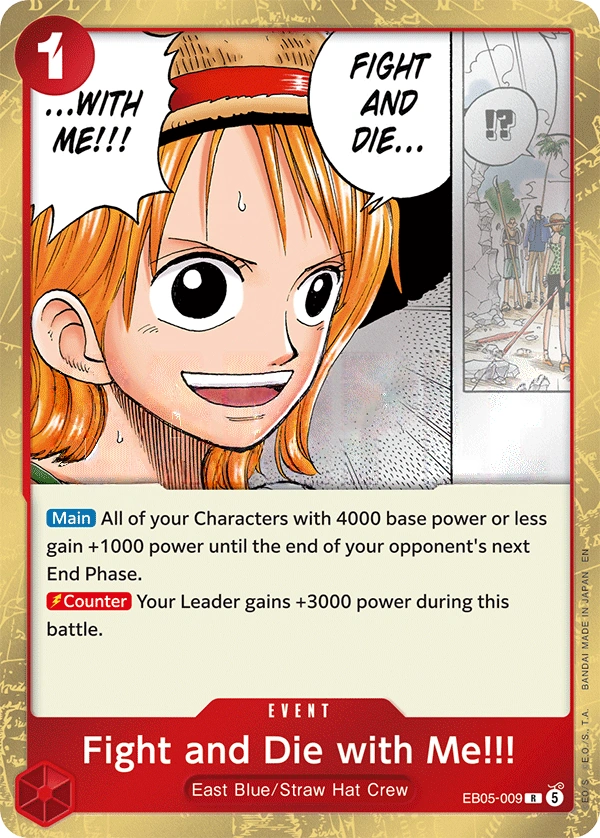 1
FIGHT
AND
DIE...
...WITH
ME!!!
!?
Main All of your Characters with 4000 base power or less
gain +1000 power until the end of your opponent's next
End Phase.
Counter Your Leader gains +3000 power during this
battle.
EVENT
Fight and Die with Me!!!
East Blue/Straw Hat Crew
EB05-009 R 5
BANDAI MADE IN JAPAN EN